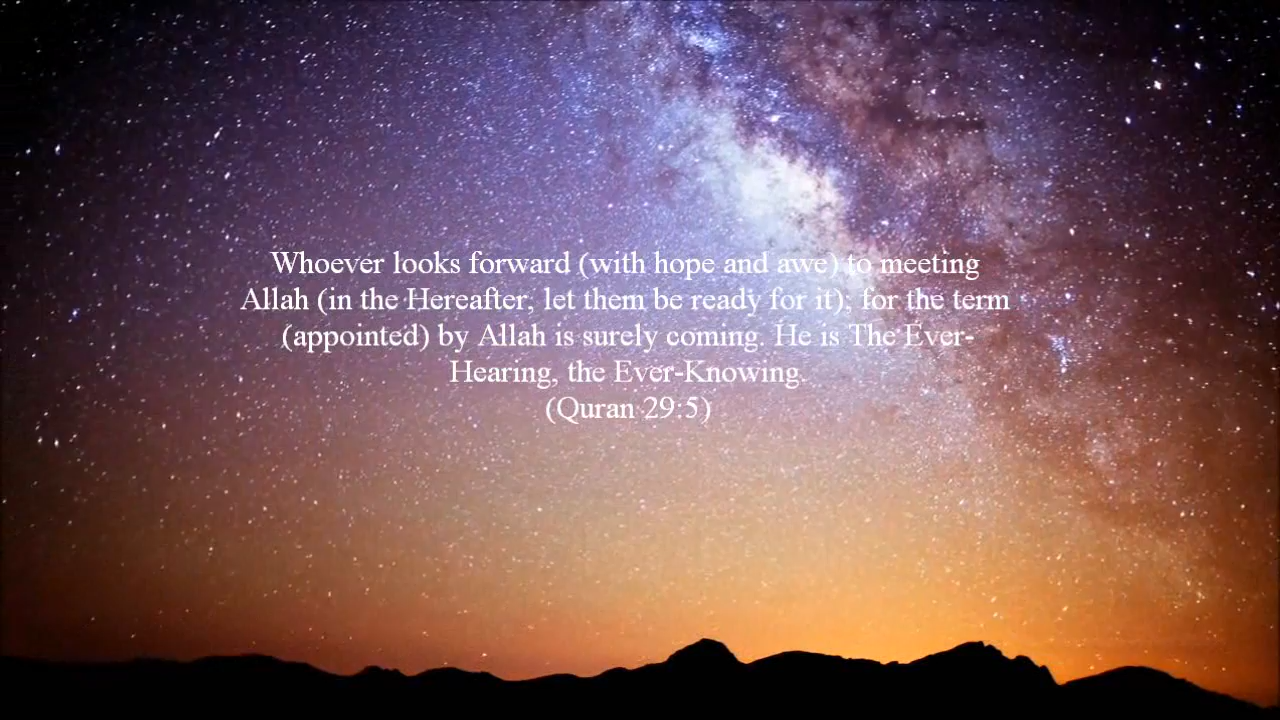 Whoever looks forward (with hope and awe) to meeting
Allah (in the Hereafter; let them be ready for it); for the term
(appointed) by Allah is surely coming. He is The Ever-
Hearing, the Ever-Knowing.
(Quran 29:5)